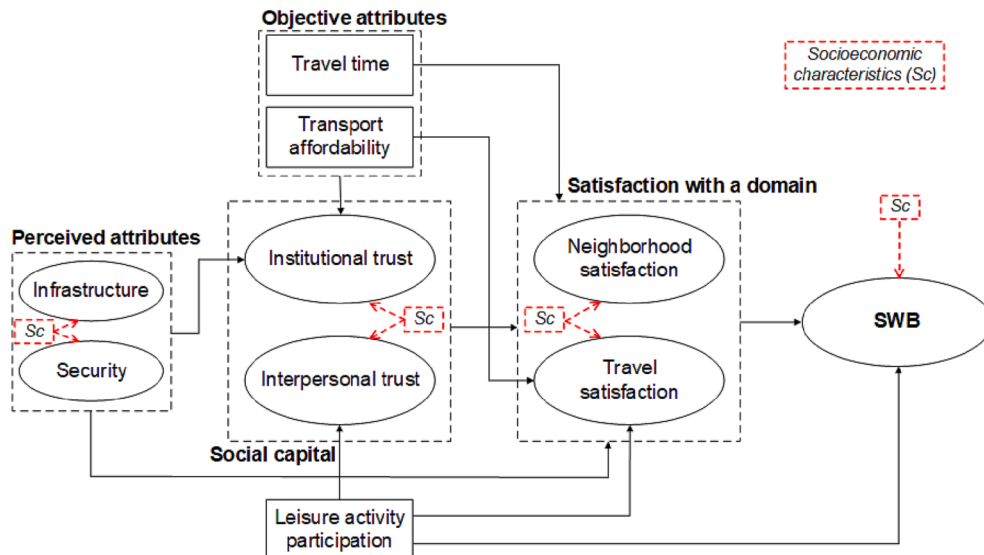 Objective attributes
Travel time
Transport
affordability
Socioeconomic
characteristics (Sc)
Satisfaction with a domain
Perceived attributes
Infrastructure
Sc
Security
Institutional trust
Sc
Interpersonal trust
Social capital
Neighborhood
satisfaction
Sc
Travel
satisfaction
Sc
SWB
Leisure activity
participation